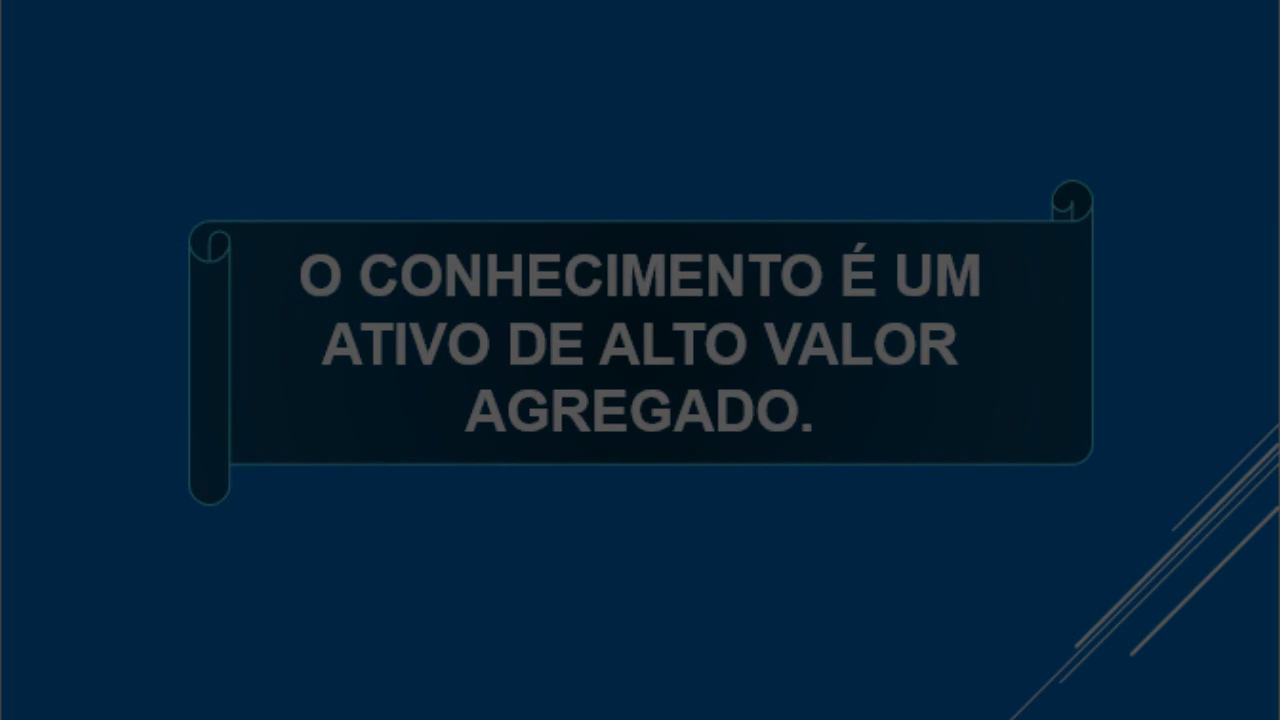 O CONHECIMENTO É UM
ATIVO DE ALTO VALOR
AGREGADO.